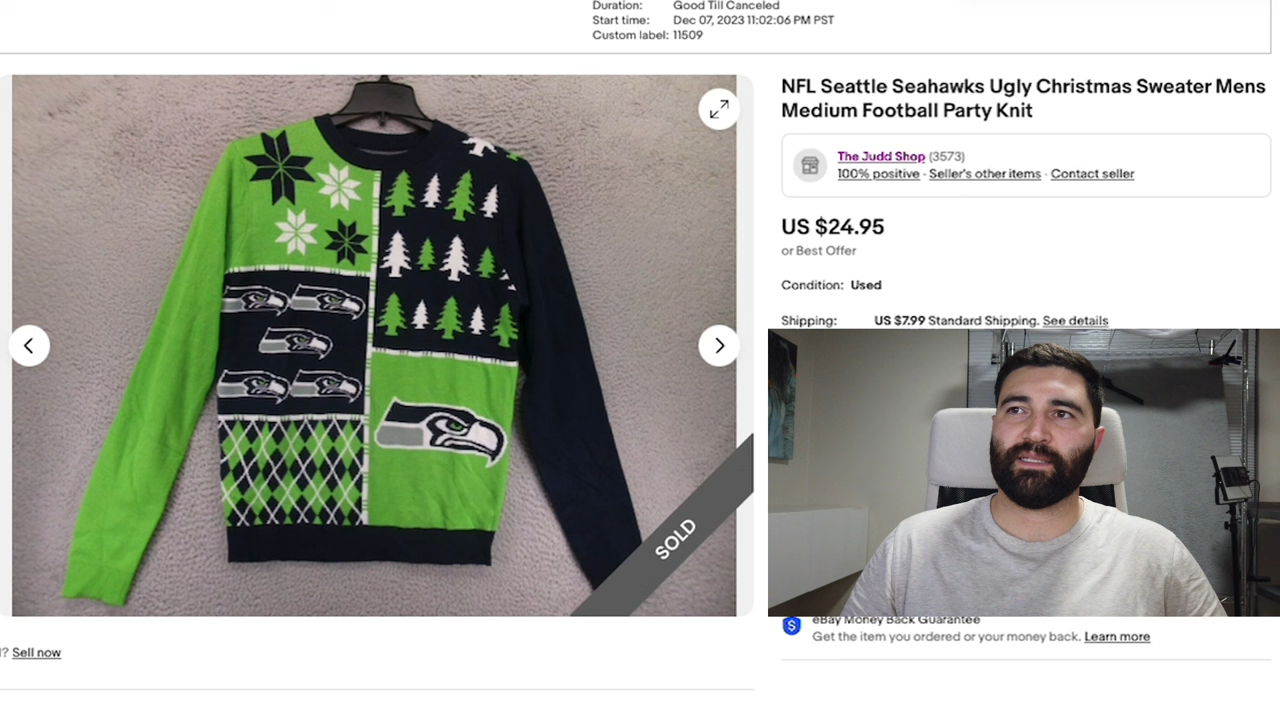 Duration: Good Till Canceled
Start time: Dec 07, 2023 11:02:06 PM PST
Custom label: 11509
NFL Seattle Seahawks Ugly Christmas Sweater Mens
Medium Football Party Knit
The Judd Shop (3573)
100% positive · Seller's other items · Contact seller
US $24.95
or Best Offer
Condition: Used
Shipping: US $7.99 Standard Shipping. See details
SOLD
eBay Money Back Guarantee
Get the item you ordered or your money back. Learn more
? Sell now